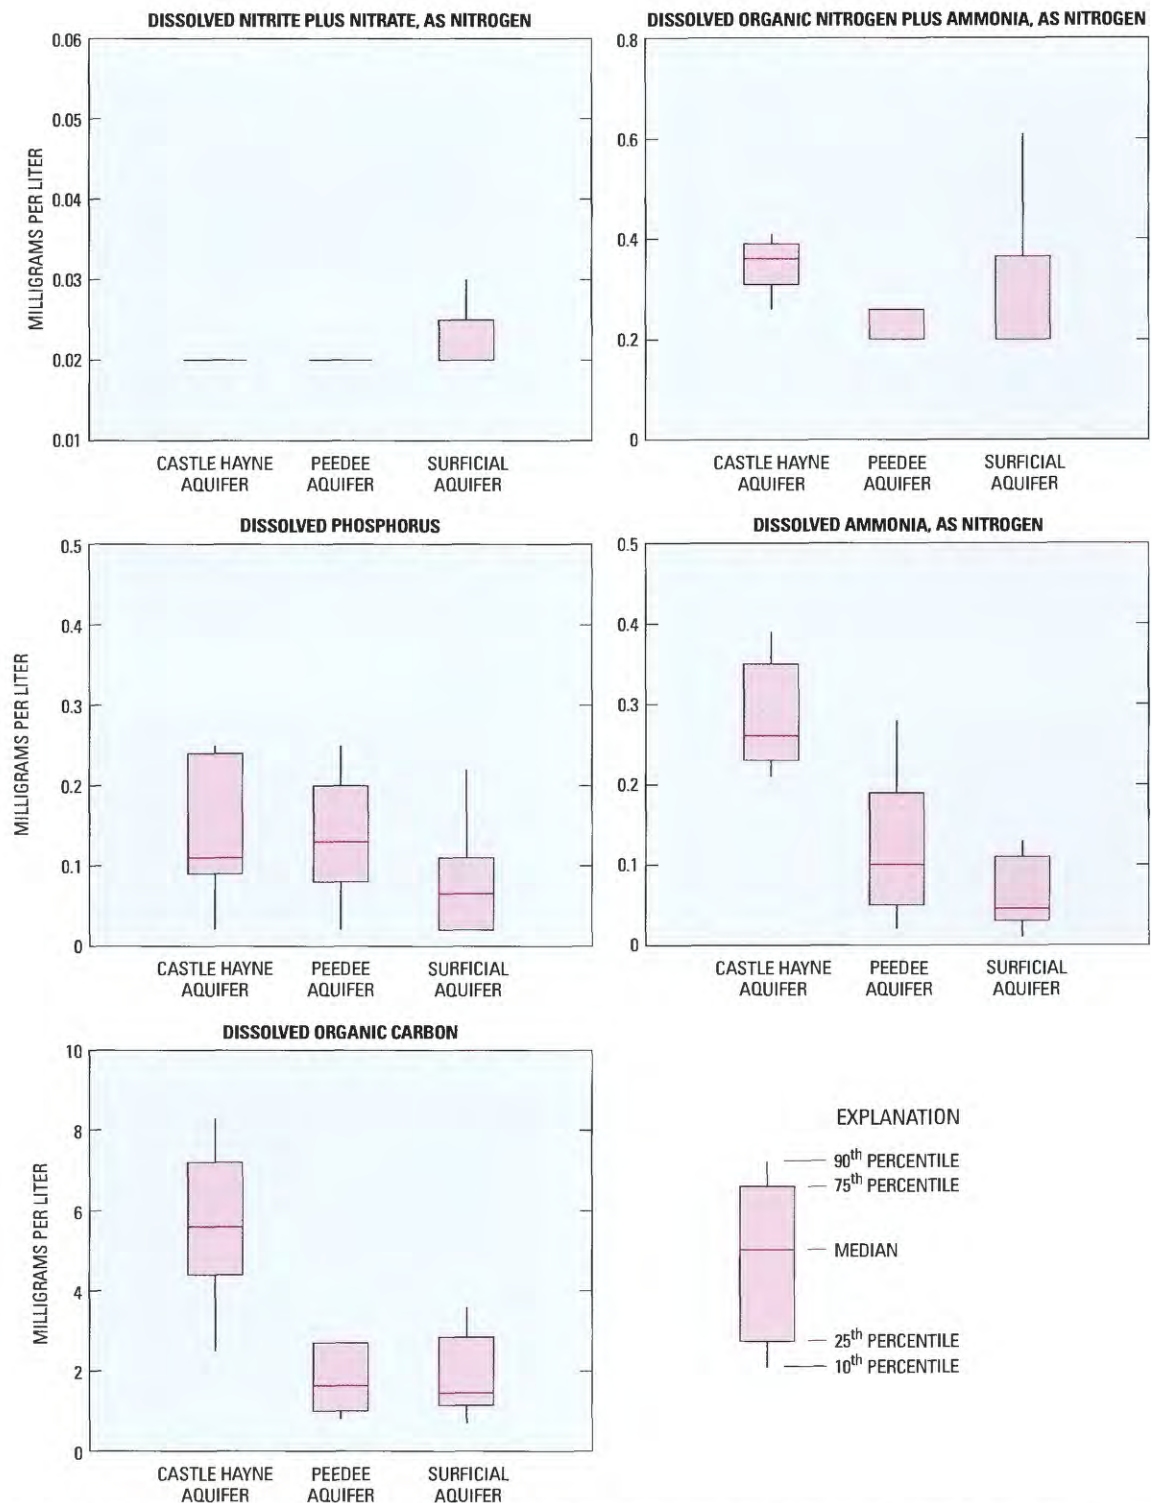 DISSOLVED NITRITE PLUS NITRATE, AS NITROGEN
MILLIGRAMS PER LITER
0.06
0.05
0.04
0.03
0.02
0.01
CASTLE HAYNE
AQUIFER
PEEDEE
AQUIFER
SURFICIAL
AQUIFER
DISSOLVED ORGANIC NITROGEN PLUS AMMONIA, AS NITROGEN
0.8
0.6
0.4
0.2
0
CASTLE HAYNE
AQUIFER
PEEDEE
AQUIFER
SURFICIAL
AQUIFER
DISSOLVED PHOSPHORUS
MILLIGRAMS PER LITER
0.5
0.4
0.3
0.2
0.1
0
CASTLE HAYNE
AQUIFER
PEEDEE
AQUIFER
SURFICIAL
AQUIFER
DISSOLVED AMMONIA, AS NITROGEN
0.5
0.4
0.3
0.2
0.1
0
CASTLE HAYNE
AQUIFER
PEEDEE
AQUIFER
SURFICIAL
AQUIFER
DISSOLVED ORGANIC CARBON
MILLIGRAMS PER LITER
10
8
6
4
2
0
CASTLE HAYNE
AQUIFER
PEEDEE
AQUIFER
SURFICIAL
AQUIFER
EXPLANATION
90th PERCENTILE
75th PERCENTILE
MEDIAN
25th PERCENTILE
10th PERCENTILE